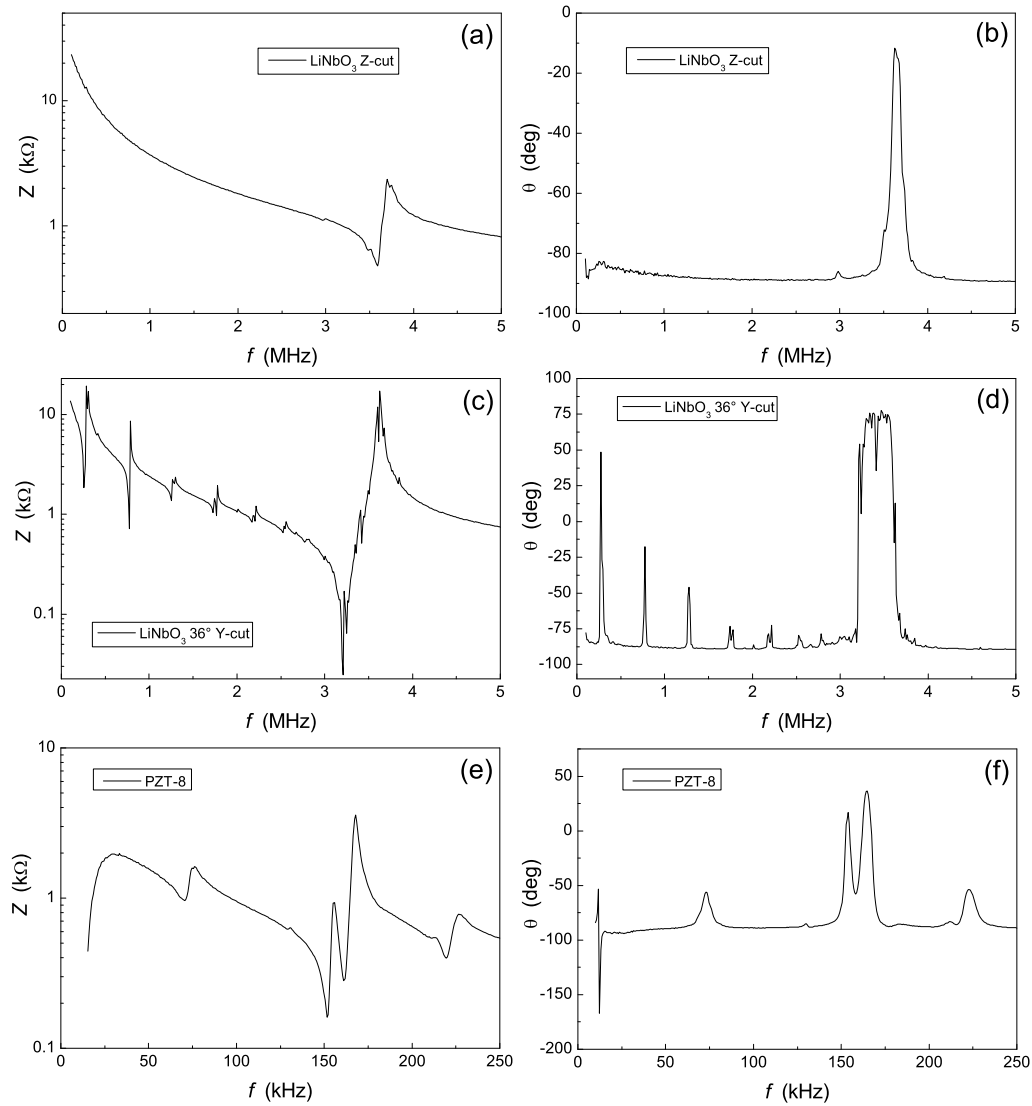 (a)
LiNbO3 Z-cut
10
1
Z (kΩ)
0 1 2 3 4 5
f (MHz)
(b)
LiNbO3 Z-cut
0
-20
-40
-60
-80
-100
θ (deg)
0 1 2 3 4 5
f (MHz)
(c)
10
1
0.1
Z (kΩ)
LiNbO3 36° Y-cut
0 1 2 3 4 5
f (MHz)
(d)
LiNbO3 36° Y-cut
100
75
50
25
0
-25
-50
-75
-100
θ (deg)
0 1 2 3 4 5
f (MHz)
(e)
PZT-8
10
1
0.1
Z (kΩ)
0 50 100 150 200 250
f (kHz)
(f)
PZT-8
50
0
-50
-100
-150
-200
θ (deg)
0 50 100 150 200 250
f (kHz)